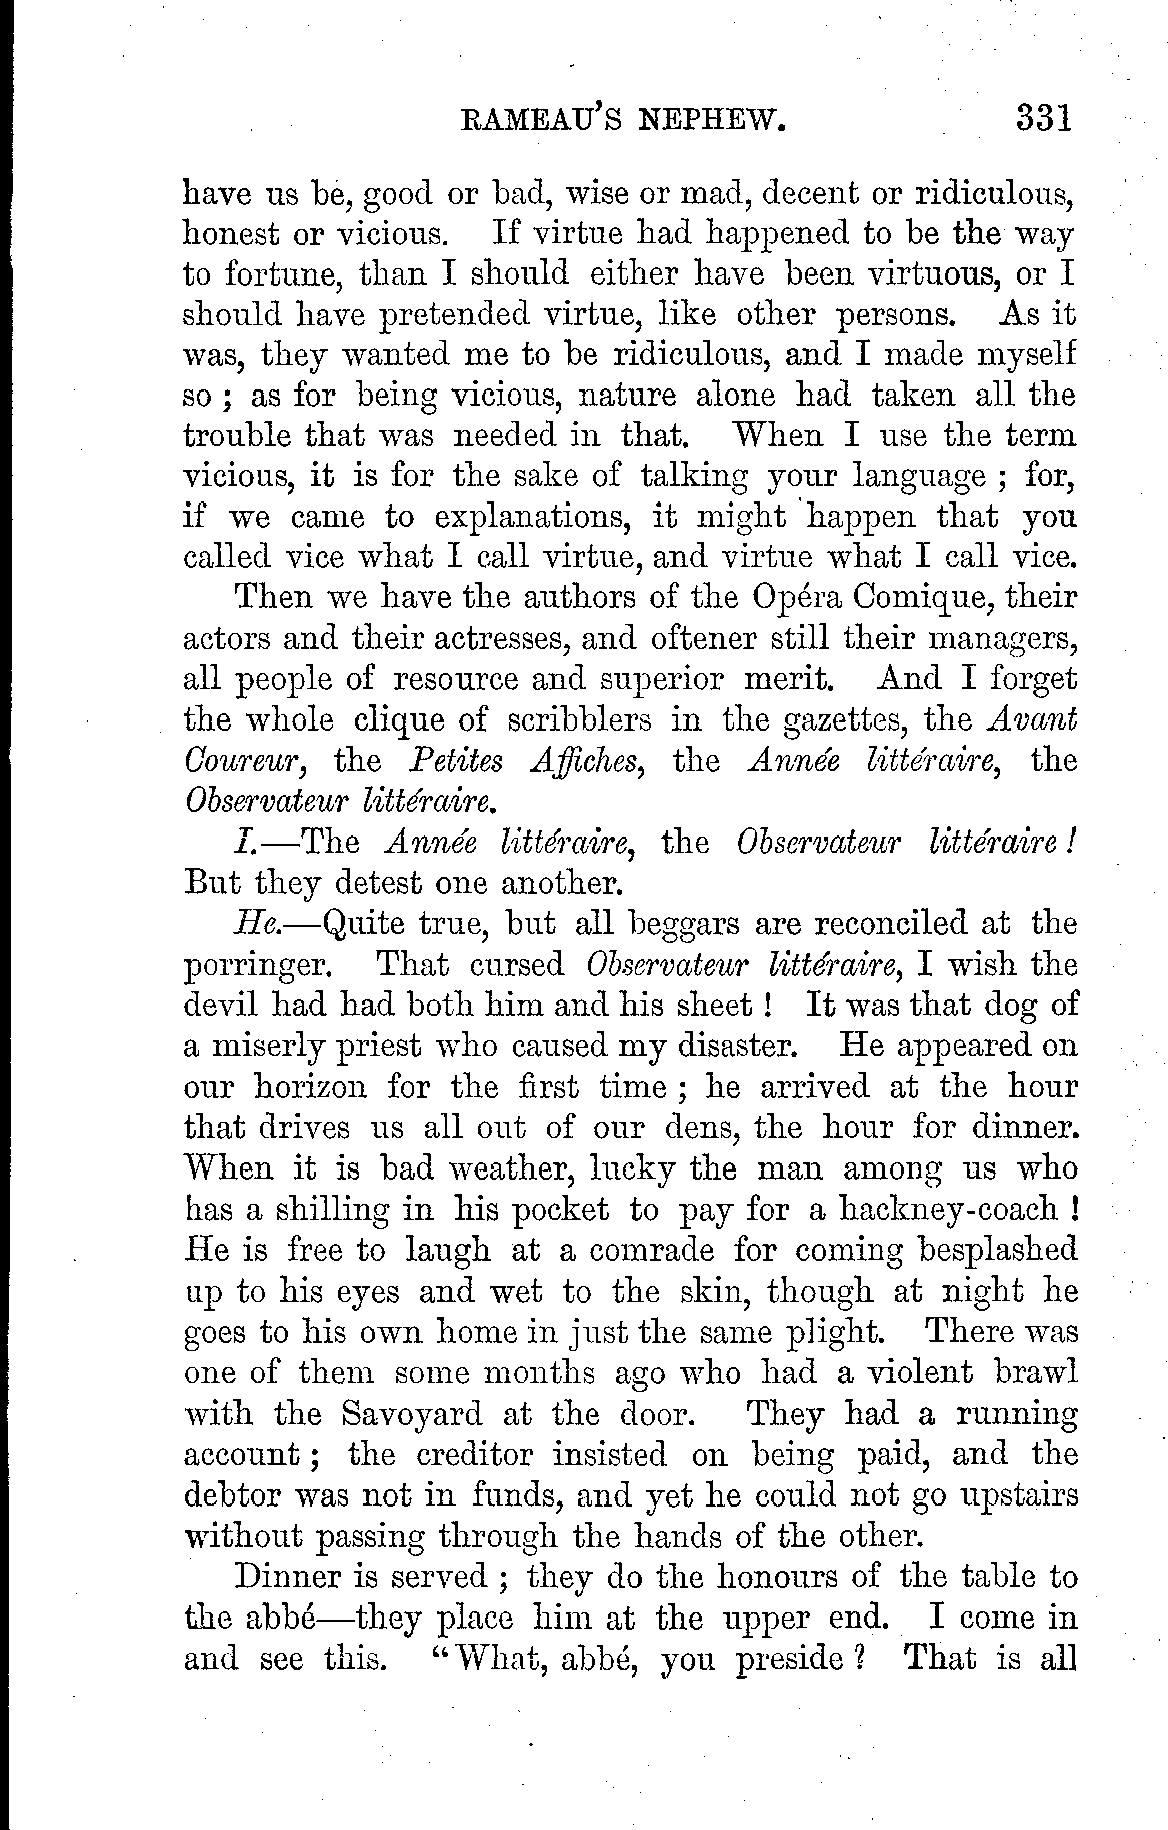 RAMEAU'S NEPHEW. 331
have us be, good or bad, wise or mad, decent or ridiculous,
honest or vicious. If virtue had happened to be the way
to fortune, than I should either have been virtuous, or I
should have pretended virtue, like other persons. As it
was, they wanted me to be ridiculous, and I made myself
so ; as for being vicious, nature alone had taken all the
trouble that was needed in that. When I use the term
vicious, it is for the sake of talking your language ; for,
if we came to explanations, it might happen that you
called vice what I call virtue, and virtue what I call vice.
Then we have the authors of the Opéra Comique, their
actors and their actresses, and oftener still their managers,
all people of resource and superior merit. And I forget
the whole clique of scribblers in the gazettes, the Avant
Coureur, the Petites Affiches, the Année littéraire, the
Observateur littéraire.
I.—The Année littéraire, the Observateur littéraire !
But they detest one another.
He.—Quite true, but all beggars are reconciled at the
porringer. That cursed Observateur littéraire, I wish the
devil had had both him and his sheet ! It was that dog of
a miserly priest who caused my disaster. He appeared on
our horizon for the first time ; he arrived at the hour
that drives us all out of our dens, the hour for dinner.
When it is bad weather, lucky the man among us who
has a shilling in his pocket to pay for a hackney-coach !
He is free to laugh at a comrade for coming besplashed
up to his eyes and wet to the skin, though at night he
goes to his own home in just the same plight. There was
one of them some months ago who had a violent brawl
with the Savoyard at the door. They had a running
account ; the creditor insisted on being paid, and the
debtor was not in funds, and yet he could not go upstairs
without passing through the hands of the other.
Dinner is served ; they do the honours of the table to
the abbé—they place him at the upper end. I come in
and see this. “What, abbé, you preside ? That is all